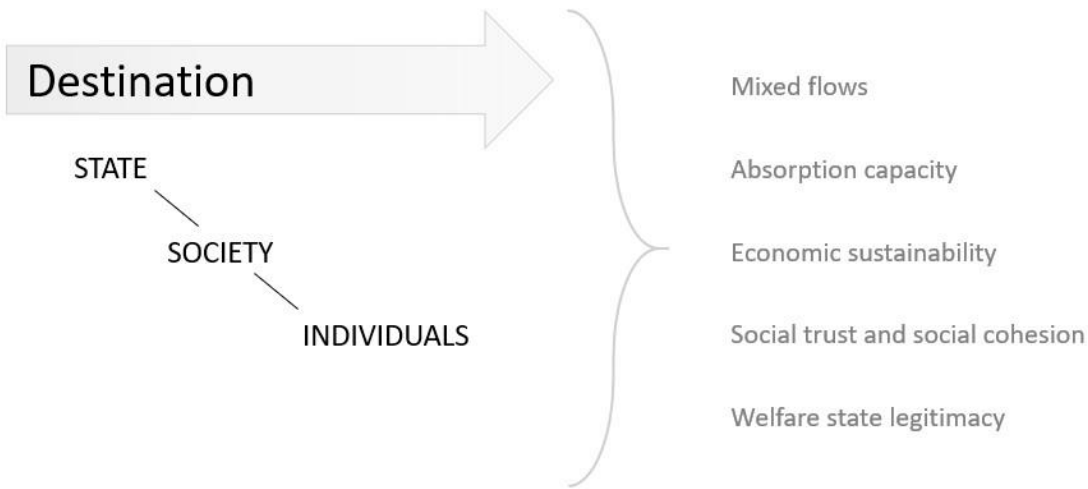 Destination
STATE
SOCIETY
INDIVIDUALS
Mixed flows
Absorption capacity
Economic sustainability
Social trust and social cohesion
Welfare state legitimacy